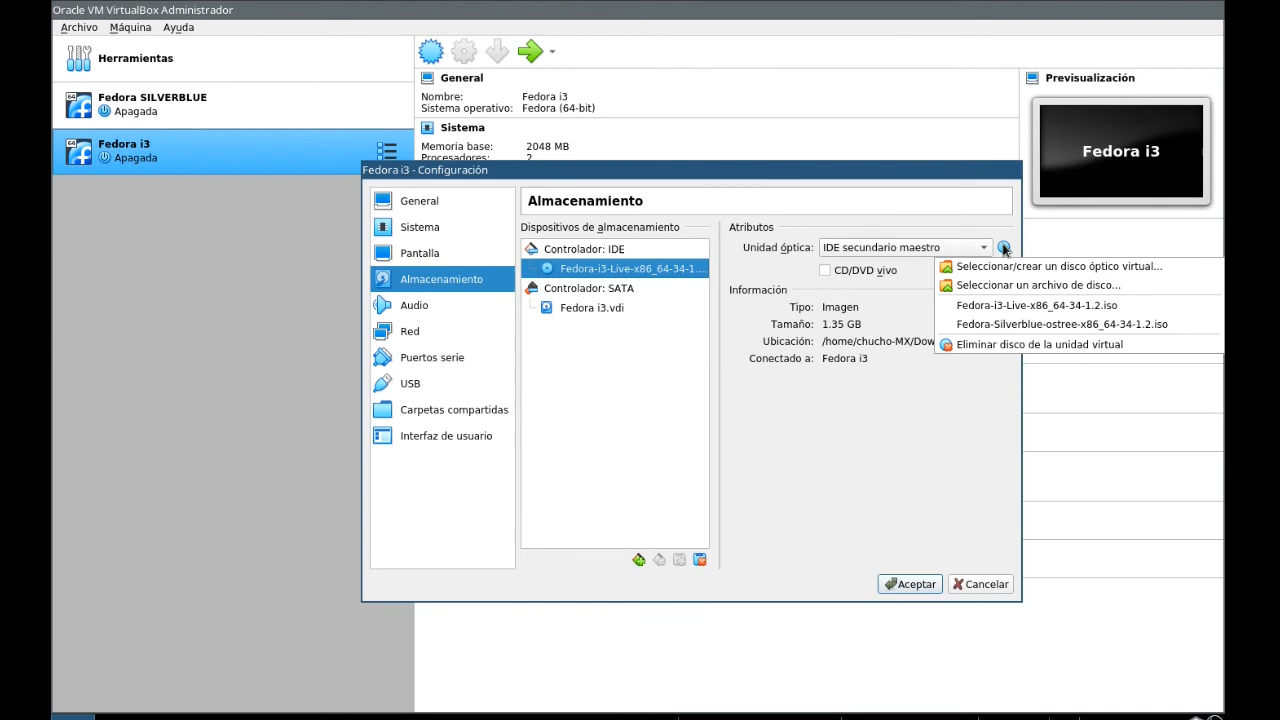 Oracle VM VirtualBox Administrador
Archivo Máquina Ayuda
Herramientas
Fedora SILVERBLUE
Apagada
Fedora i3
Apagada
General
Nombre: Fedora i3
Sistema operativo: Fedora (64-bit)
Sistema
Memoria base: 2048 MB
Procesadores: 2
Previsualización
Fedora i3
Fedora i3 - Configuración
General
Sistema
Pantalla
Almacenamiento
Audio
Red
Puertos serie
USB
Carpetas compartidas
Interfaz de usuario
Almacenamiento
Dispositivos de almacenamiento
Controlador: IDE
Fedora-i3-Live-x86_64-34-1....
Controlador: SATA
Fedora i3.vdi
Atributos
Unidad óptica: IDE secundario maestro
CD/DVD vivo
Información
Tipo: Imagen
Tamaño: 1.35 GB
Ubicación: /home/chucho-MX/Dow
Conectado a: Fedora i3
Seleccionar/crear un disco óptico virtual...
Seleccionar un archivo de disco...
Fedora-i3-Live-x86_64-34-1.2.iso
Fedora-Silverblue-ostree-x86_64-34-1.2.iso
Eliminar disco de la unidad virtual
Aceptar Cancelar